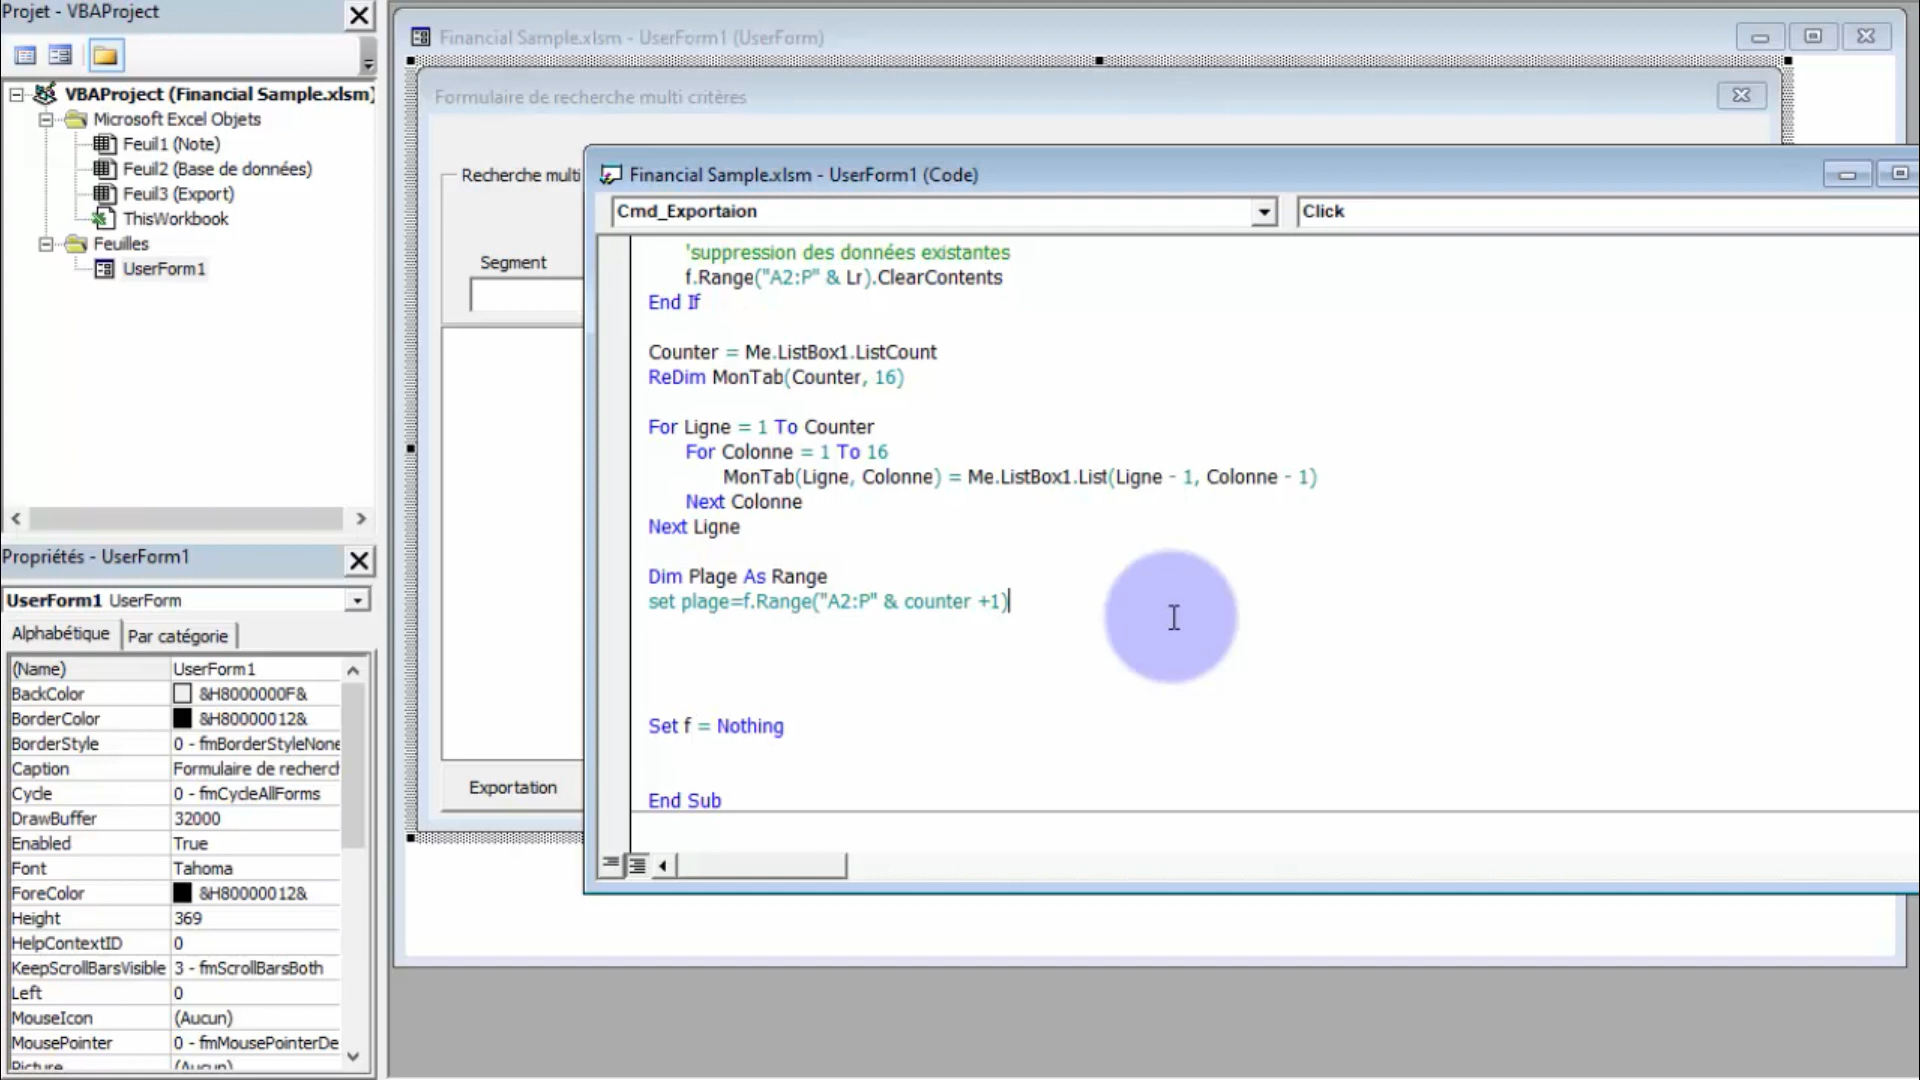 Projet - VBAProject
VBAProject (Financial Sample.xlsm)
Microsoft Excel Objets
Feuil1 (Note)
Feuil2 (Base de données)
Feuil3 (Export)
ThisWorkbook
Feuilles
UserForm1
Propriétés - UserForm1
UserForm1 UserForm
Alphabétique
Par catégorie
(Name) UserForm1
BackColor &H8000000F&
BorderColor &H80000012&
BorderStyle 0 - fmBorderStyleNone
Caption Formulaire de recherch
Cycle 0 - fmCycleAllForms
DrawBuffer 32000
Enabled True
Font Tahoma
ForeColor &H80000012&
Height 369
HelpContextID 0
KeepScrollBarsVisible 3 - fmScrollBarsBoth
Left 0
MouseIcon (Aucun)
MousePointer 0 - fmMousePointerDe
Picture (Aucun)
Financial Sample.xlsm - UserForm1 (UserForm)
Formulaire de recherche multi critères
Recherche multi
Segment
Exportation
Financial Sample.xlsm - UserForm1 (Code)
Cmd_Exportaion
Click
'suppression des données existantes
f.Range("A2:P" & Lr).ClearContents
End If
Counter = Me.ListBox1.ListCount
ReDim MonTab(Counter, 16)
For Ligne = 1 To Counter
For Colonne = 1 To 16
MonTab(Ligne, Colonne) = Me.ListBox1.List(Ligne - 1, Colonne - 1)
Next Colonne
Next Ligne
Dim Plage As Range
set plage=f.Range("A2:P" & counter +1)
Set f = Nothing
End Sub